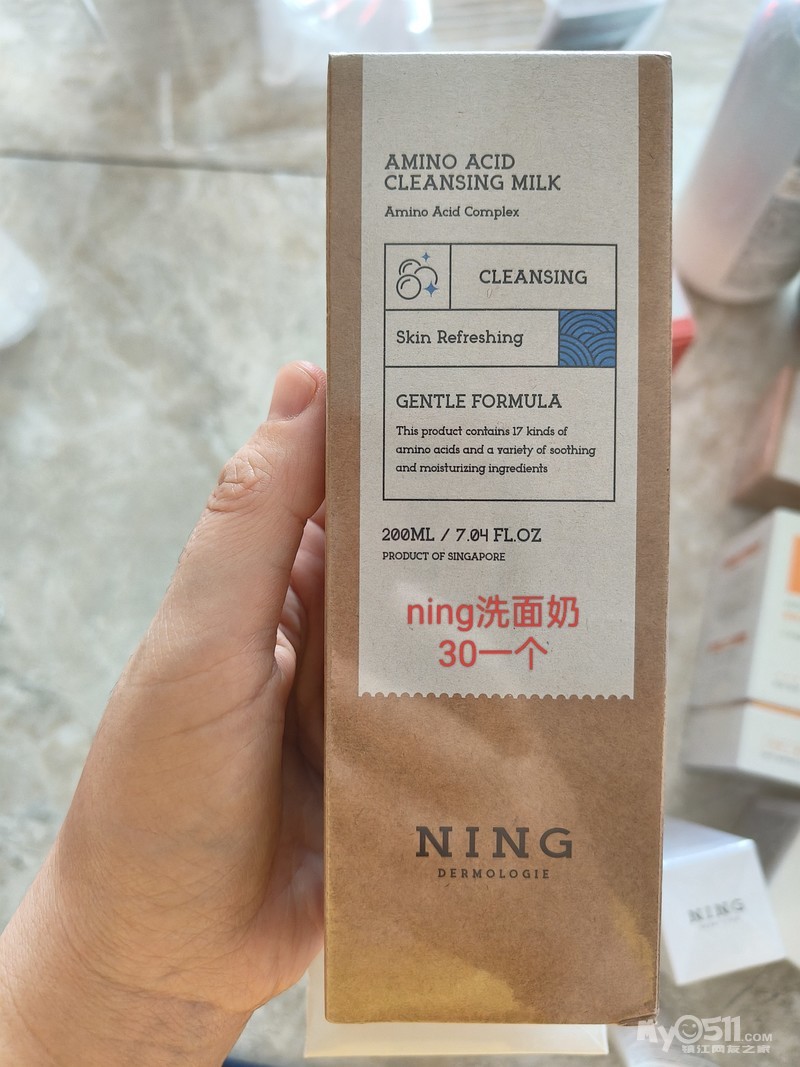 AMINO ACID
CLEANSING MILK
Amino Acid Complex
CLEANSING
Skin Refreshing
GENTLE FORMULA
This product contains 17 kinds of
amino acids and a variety of soothing
and moisturizing ingredients
200ML / 7.04 FL.OZ
PRODUCT OF SINGAPORE
ning洗面奶
30一个
NING
DERMOLOGIE
NING
My0511.COM
镇江网友之家